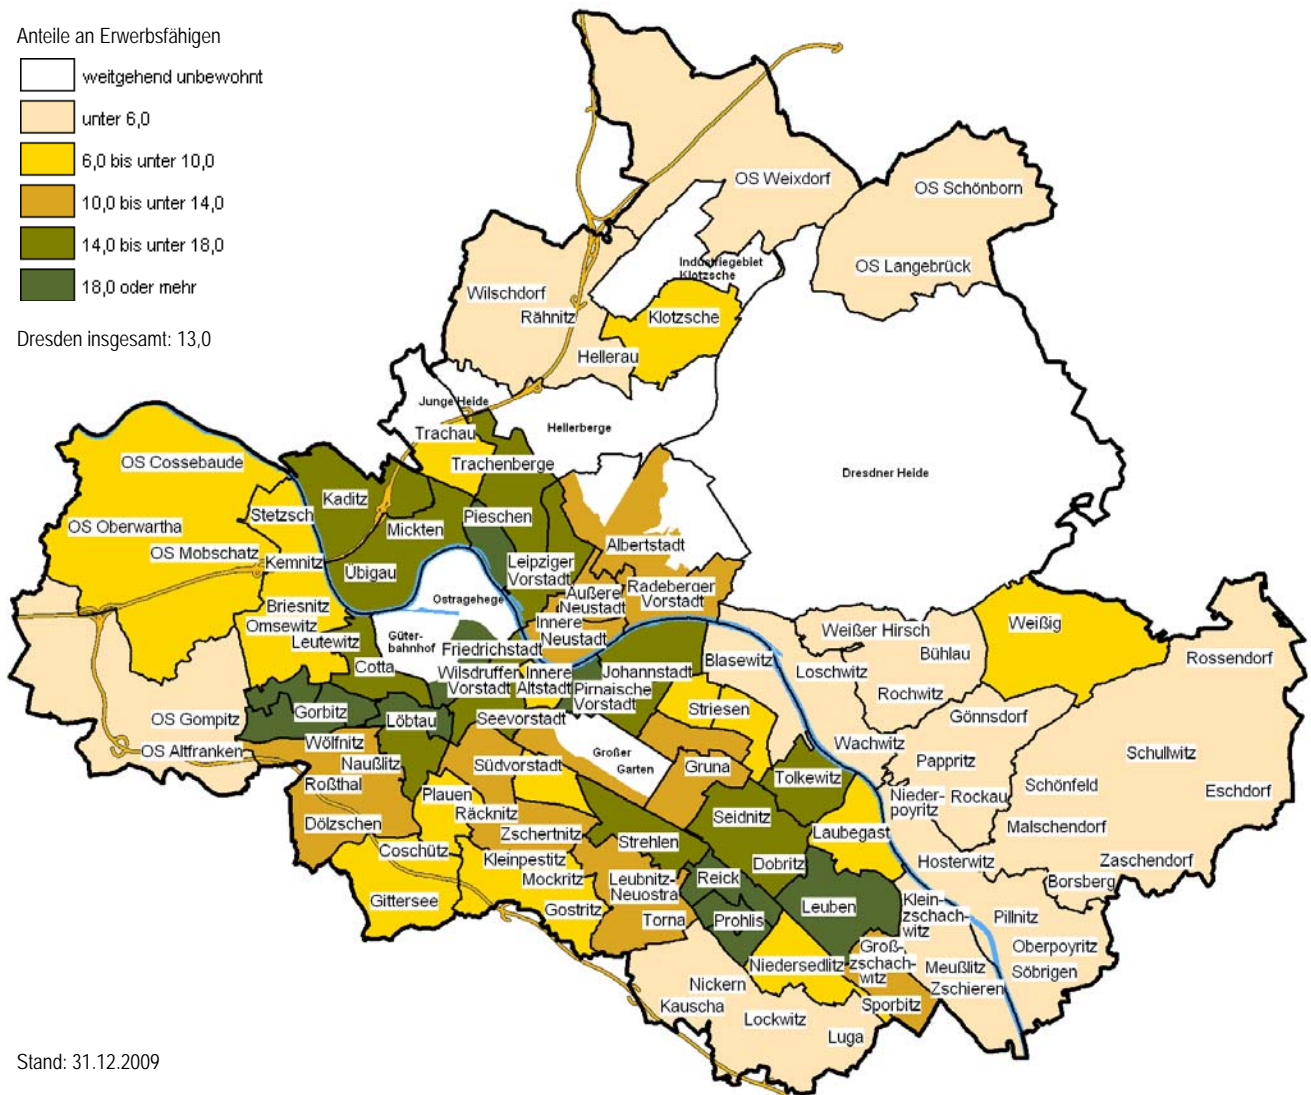 Anteile an Erwerbsfähigen
weitgehend unbewohnt
unter 6,0
6,0 bis unter 10,0
10,0 bis unter 14,0
14,0 bis unter 18,0
18,0 oder mehr
Dresden insgesamt: 13,0
OS Weixdorf
OS Schönborn
OS Langebrück
Industriegebiet
Klotzsche
Wilschdorf
Rähnitz
Klotzsche
Hellerau
Junge Heide
Hellerberge
Trachau
Trachenberge
Dresdner Heide
OS Cossebaude
Kaditz
Stetzsch
Mickten
Pieschen
OS Oberwartha
OS Mobschatz
Kemnitz
Übigau
Leipziger
Vorstadt
Albertstadt
Radeberger
Vorstadt
Äußere
Neustadt
Ostragehege
Briesnitz
Omsewitz
Leutewitz
Innere
Neustadt
Güter-
bahnhof
Friedrichstadt
Cotta
Wilsdruffer
Vorstadt
Innere
Altstadt
Johannstadt
Pirnaische
Vorstadt
Blasewitz
Weißer Hirsch
Bühlau
Weißig
Loschwitz
Rochwitz
Rossendorf
OS Gompitz
Gorbitz
Löbtau
Seevorstadt
Striesen
Gönnsdorf
OS Altfranken
Wölfnitz
Naußlitz
Roßthal
Dölzschen
Südvorstadt
Großer
Garten
Gruna
Wachwitz
Pappritz
Schullwitz
Tolkewitz
Nieder-
poyritz
Rockau
Schönfeld
Eschdorf
Plauen
Räcknitz
Zschertnitz
Seidnitz
Laubegast
Malschendorf
Coschütz
Strehlen
Dobritz
Hosterwitz
Zaschendorf
Kleinpestitz
Mockritz
Leubnitz-
Neuostra
Reick
Borsberg
Gittersee
Gostritz
Torna
Prohlis
Leuben
Klein-
zschach-
witz
Pillnitz
Niedersedlitz
Groß-
zschach-
witz
Oberpoyritz
Meußlitz
Söbrigen
Zschieren
Nickern
Kauscha
Lockwitz
Sporbitz
Luga
Stand: 31.12.2009